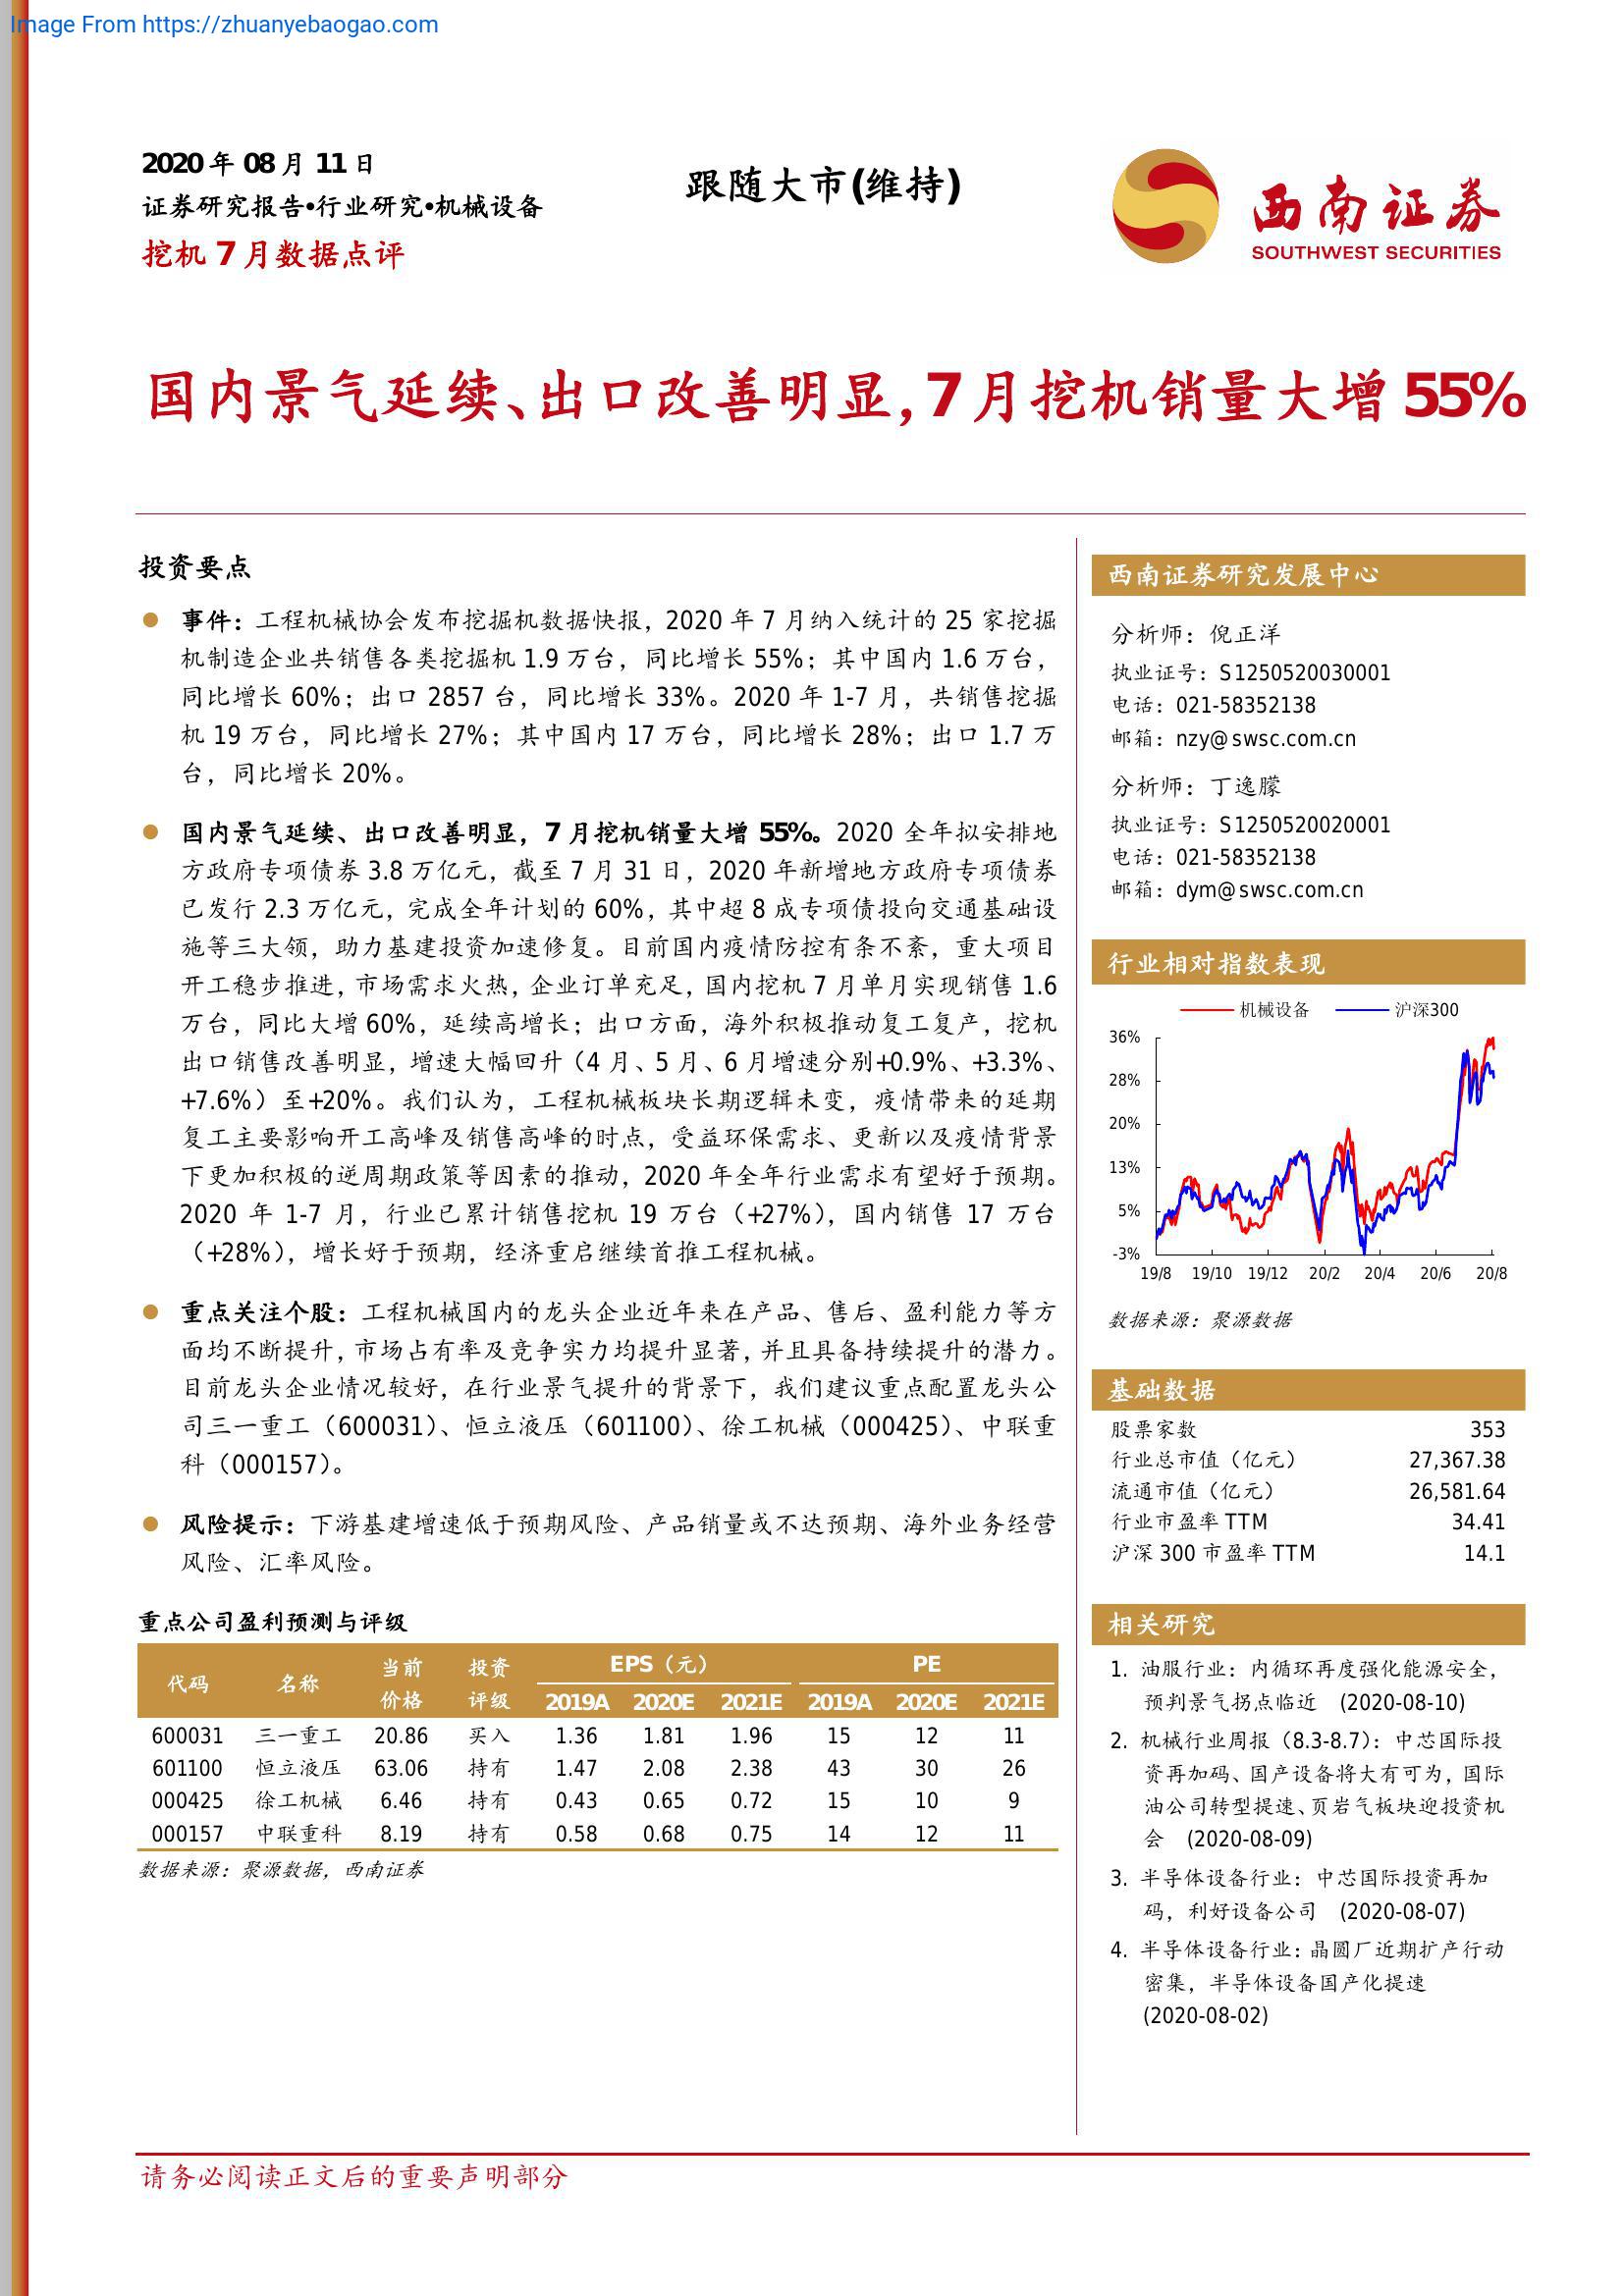 Image From https://zhuanyebaogao.com
2020 年 08 月 11 日
证券研究报告•行业研究•机械设备
挖机 7 月数据点评
跟随大市(维持)
西南证券
SOUTHWEST SECURITIES
国内景气延续、出口改善明显,7 月挖机销量大增 55%
投资要点
事件：工程机械协会发布挖掘机数据快报，2020 年 7 月纳入统计的 25 家挖掘
机制造企业共销售各类挖掘机 1.9 万台，同比增长 55%；其中国内 1.6 万台，
同比增长 60%；出口 2857 台，同比增长 33%。2020 年 1-7 月，共销售挖掘
机 19 万台，同比增长 27%；其中国内 17 万台，同比增长 28%；出口 1.7 万
台，同比增长 20%。
国内景气延续、出口改善明显，7 月挖机销量大增 55%。2020 全年拟安排地
方政府专项债券 3.8 万亿元，截至 7 月 31 日，2020 年新增地方政府专项债券
已发行 2.3 万亿元，完成全年计划的 60%，其中超 8 成专项债投向交通基础设
施等三大领，助力基建投资加速修复。目前国内疫情防控有条不紊，重大项目
开工稳步推进，市场需求火热，企业订单充足，国内挖机 7 月单月实现销售 1.6
万台，同比大增 60%，延续高增长；出口方面，海外积极推动复工复产，挖机
出口销售改善明显，增速大幅回升（4 月、5 月、6 月增速分别+0.9%、+3.3%、
+7.6%）至+20%。我们认为，工程机械板块长期逻辑未变，疫情带来的延期
复工主要影响开工高峰及销售高峰的时点，受益环保需求、更新以及疫情背景
下更加积极的逆周期政策等因素的推动，2020 年全年行业需求有望好于预期。
2020 年 1-7 月，行业已累计销售挖机 19 万台（+27%），国内销售 17 万台
（+28%），增长好于预期，经济重启继续首推工程机械。
重点关注个股：工程机械国内的龙头企业近年来在产品、售后、盈利能力等方
面均不断提升，市场占有率及竞争实力均提升显著，并且具备持续提升的潜力。
目前龙头企业情况较好，在行业景气提升的背景下，我们建议重点配置龙头公
司三一重工（600031）、恒立液压（601100）、徐工机械（000425）、中联重
科（000157）。
风险提示：下游基建增速低于预期风险、产品销量或不达预期、海外业务经营
风险、汇率风险。
重点公司盈利预测与评级
代码 名称 当前价格 投资评级 EPS（元） PE
2019A 2020E 2021E 2019A 2020E 2021E
600031 三一重工 20.86 买入 1.36 1.81 1.96 15 12 11
601100 恒立液压 63.06 持有 1.47 2.08 2.38 43 30 26
000425 徐工机械 6.46 持有 0.43 0.65 0.72 15 10 9
000157 中联重科 8.19 持有 0.58 0.68 0.75 14 12 11
数据来源：聚源数据，西南证券
西南证券研究发展中心
分析师：倪正洋
执业证号：S1250520030001
电话：021-58352138
邮箱：nzy@swsc.com.cn
分析师：丁逸朦
执业证号：S1250520020001
电话：021-58352138
邮箱：dym@swsc.com.cn
行业相对指数表现
机械设备 沪深300
36%
28%
20%
13%
5%
-3%
19/8 19/10 19/12 20/2 20/4 20/6 20/8
数据来源：聚源数据
基础数据
股票家数 353
行业总市值（亿元） 27,367.38
流通市值（亿元） 26,581.64
行业市盈率 TTM 34.41
沪深 300 市盈率 TTM 14.1
相关研究
1. 油服行业：内循环再度强化能源安全，
预判景气拐点临近 (2020-08-10)
2. 机械行业周报（8.3-8.7）：中芯国际投
资再加码、国产设备将大有可为，国际
油公司转型提速、页岩气板块迎投资机
会 (2020-08-09)
3. 半导体设备行业：中芯国际投资再加
码，利好设备公司 (2020-08-07)
4. 半导体设备行业：晶圆厂近期扩产行动
密集，半导体设备国产化提速
(2020-08-02)
请务必阅读正文后的重要声明部分